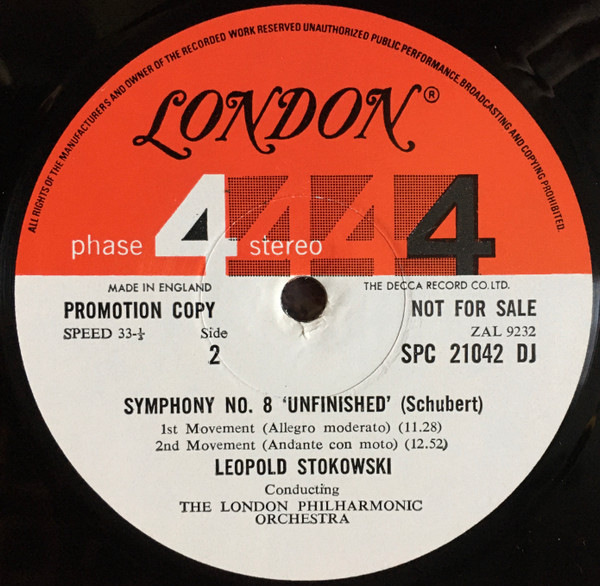 ALL RIGHTS OF THE MANUFACTURERS AND OWNER OF THE RECORDED WORK RESERVED UNAUTHORIZED PUBLIC PERFORMANCE, BROADCASTING AND COPYING PROHIBITED.
LONDON®
phase 4 stereo 4 4 4
MADE IN ENGLAND THE DECCA RECORD CO. LTD.
PROMOTION COPY NOT FOR SALE
SPEED 33-⅓ Side ZAL 9232
2 SPC 21042 DJ
SYMPHONY NO. 8 'UNFINISHED' (Schubert)
1st Movement (Allegro moderato) (11.28)
2nd Movement (Andante con moto) (12.52)
LEOPOLD STOKOWSKI
Conducting
THE LONDON PHILHARMONIC
ORCHESTRA